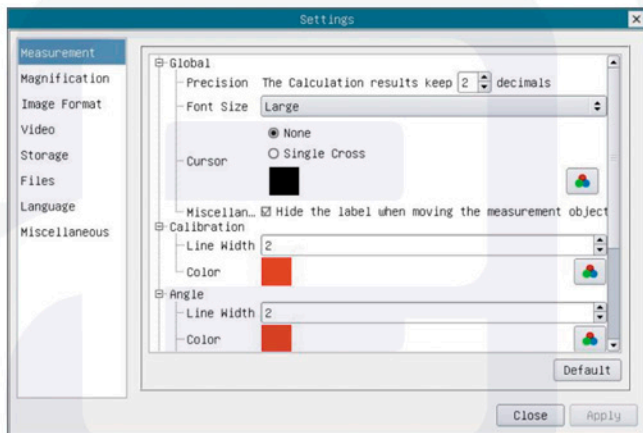 Settings
Measurement
Magnification
Image Format
Video
Storage
Files
Language
Miscellaneous
Global
Precision The Calculation results keep 2 decimals
Font Size Large
None
Cursor Single Cross
Miscellan... Hide the label when moving the measurement object
Calibration
Line Width 2
Color
Angle
Line Width 2
Color
Default
Close Apply